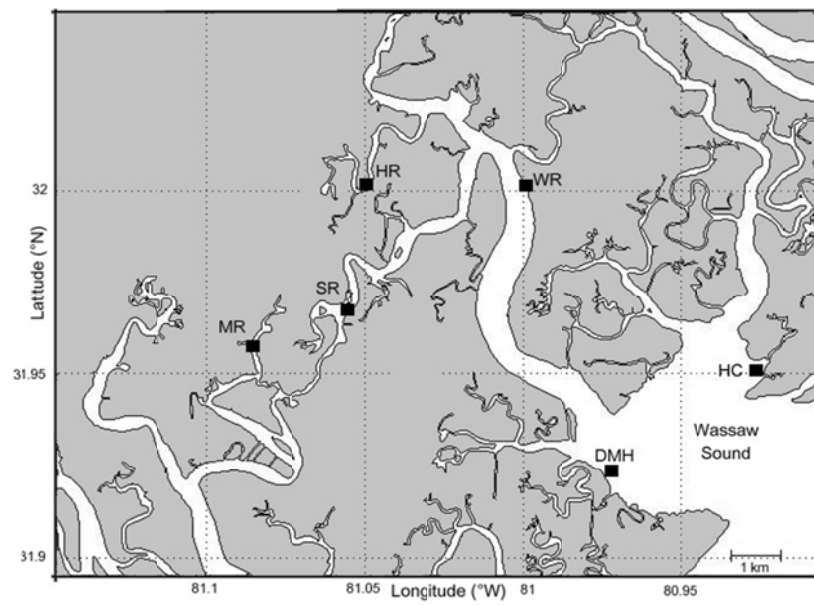 HR
WR
32
SR
MR
31.95
HC
Wassaw
Sound
DMH
31.9
1 km
81.1
81.05
81
80.95
Longitude (°W)
Lattude (°N)